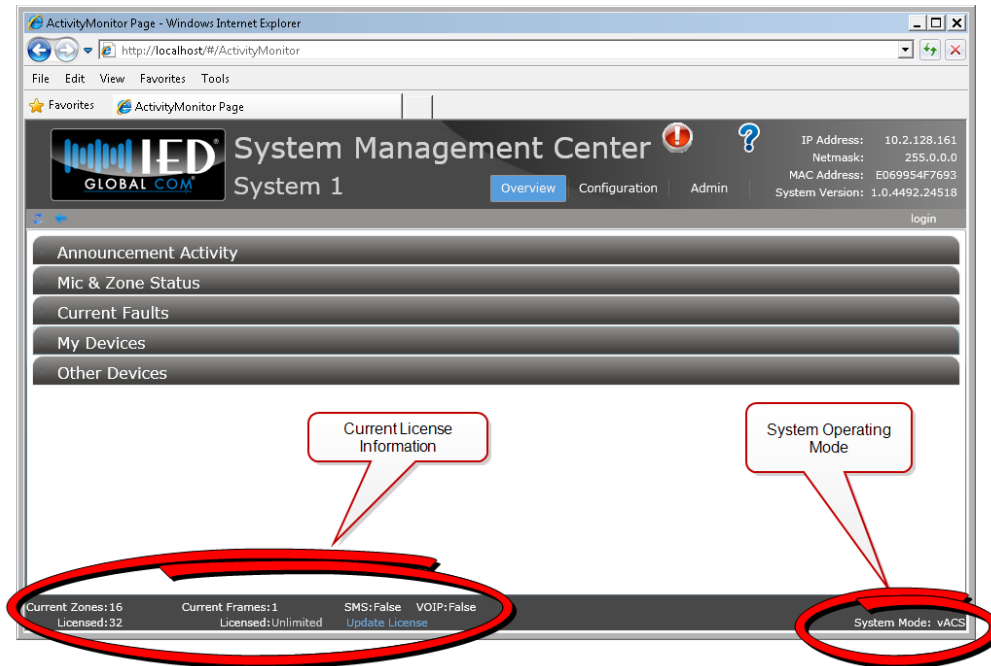 ActivityMonitor Page - Windows Internet Explorer
http://localhost/#/ActivityMonitor
File Edit View Favorites Tools
Favorites ActivityMonitor Page
IED®
GLOBAL COM®
System Management Center
System 1
! ?
Overview Configuration Admin
IP Address: 10.2.128.161
Netmask: 255.0.0.0
MAC Address: E069954F7693
System Version: 1.0.4492.24518
login
Announcement Activity
Mic & Zone Status
Current Faults
My Devices
Other Devices
Current License
Information
System Operating
Mode
Current Zones:16 Current Frames:1 SMS:False VOIP:False
Licensed:32 Licensed:Unlimited Update License
System Mode: vACS